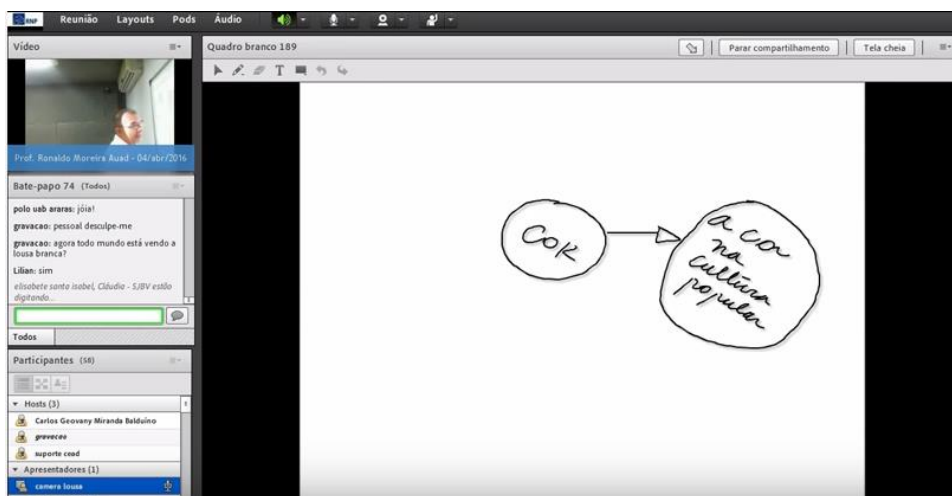 RNP Reunião Layouts Pods Áudio
Vídeo
Prof. Ronaldo Moreira Auad - 04/abr/2016
Bate-papo 74 (Todos)
polo uab araras: jóia!
gravacao: pessoal desculpe-me
gravacao: agora todo mundo está vendo a
lousa branca?
Lilian: sim
elisabete santa isabel, Cláudia - SJBV estão
digitando...
Todos
Participantes (58)
Hosts (3)
Carlos Geovany Miranda Balduino
gravacao
suporte cead
Apresentadores (1)
camera lousa
Quadro branco 189
Parar compartilhamento
Tela cheia
COR
a cor
na
cultura
popular